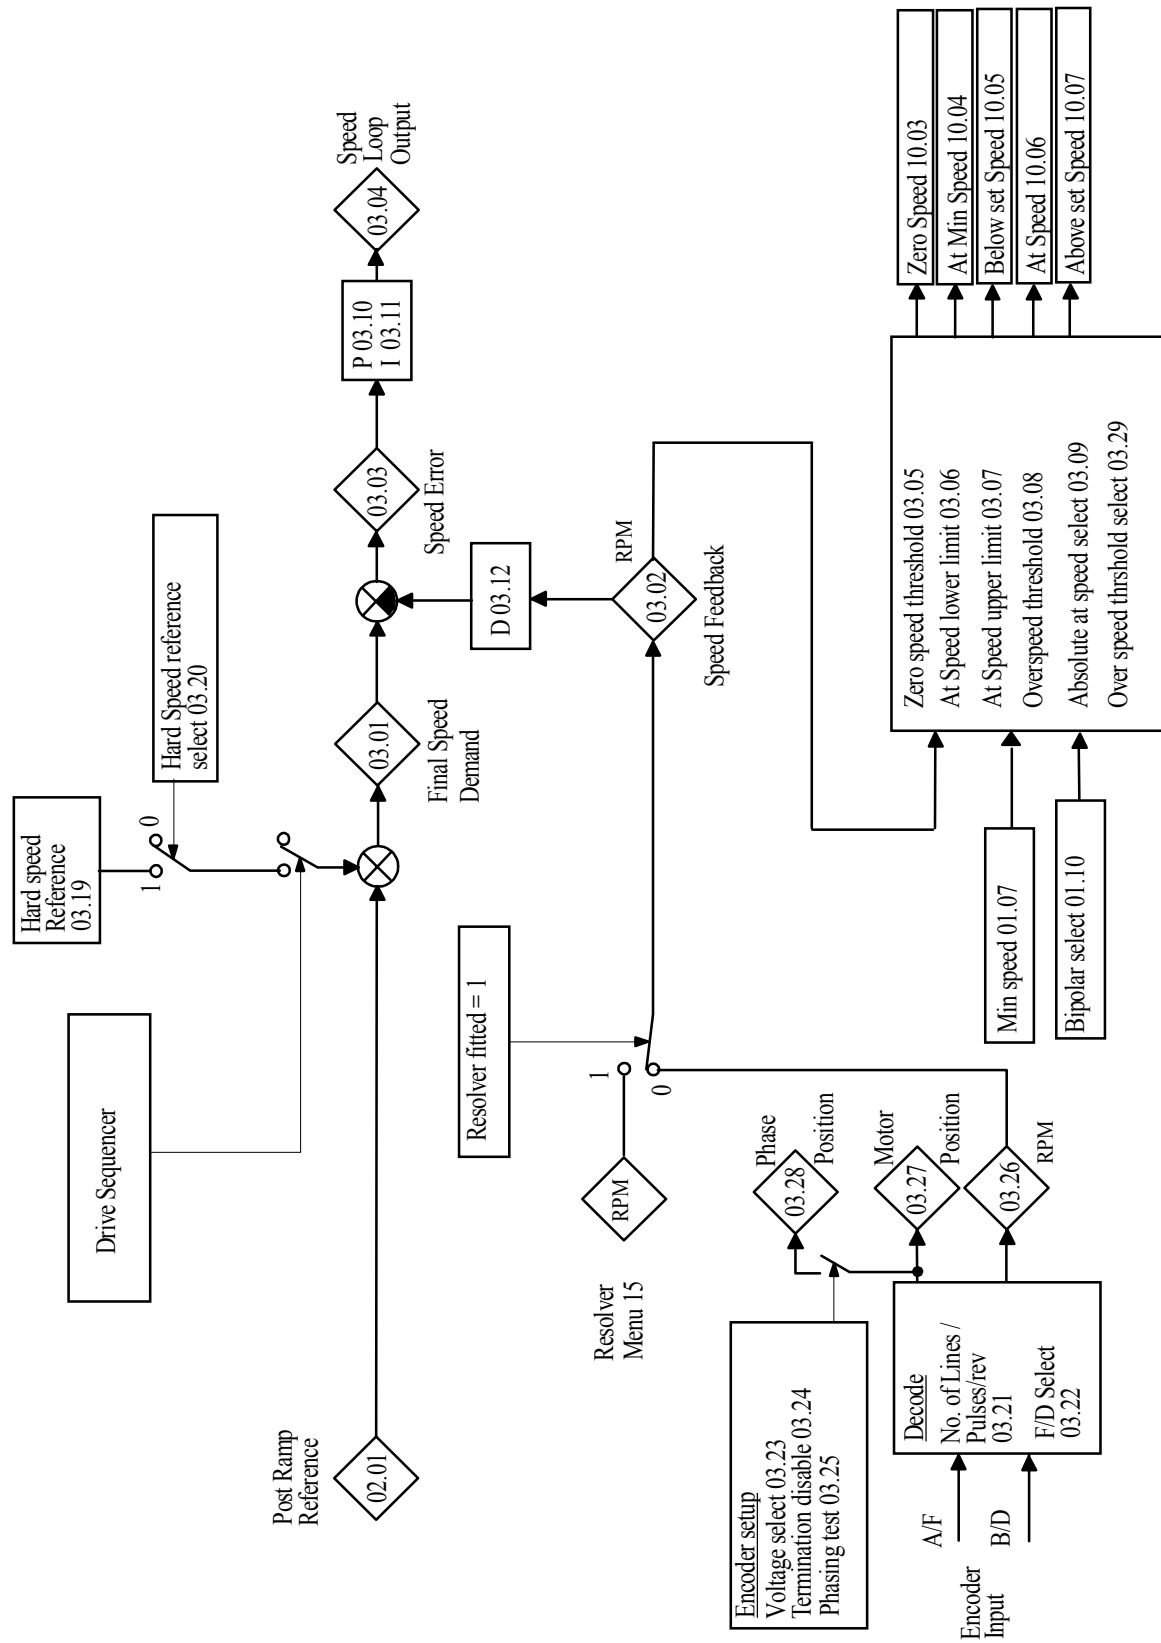 Post Ramp
Reference
02.01
Drive Sequencer
Hard speed
Reference
03.19
1
0
Hard Speed reference
select 03.20
03.01
Final Speed
Demand
03.03
Speed Error
P 03.10
I 03.11
03.04
Speed
Loop
Output
D 03.12
Resolver
Menu 15
RPM
Resolver fitted = 1
1
0
03.02
RPM
Speed Feedback
Encoder setup
Voltage select 03.23
Termination disable 03.24
Phasing test 03.25
03.28
Phase
Position
03.27
Motor
Position
03.26
RPM
Encoder
Input
A/F
B/D
Decode
No. of Lines /
Pulses/rev
03.21
F/D Select
03.22
Min speed 01.07
Bipolar select 01.10
Zero speed threshold 03.05
At Speed lower limit 03.06
At Speed upper limit 03.07
Overspeed threshold 03.08
Absolute at speed select 03.09
Over speed thrshold select 03.29
Zero Speed 10.03
At Min Speed 10.04
Below set Speed 10.05
At Speed 10.06
Above set Speed 10.07